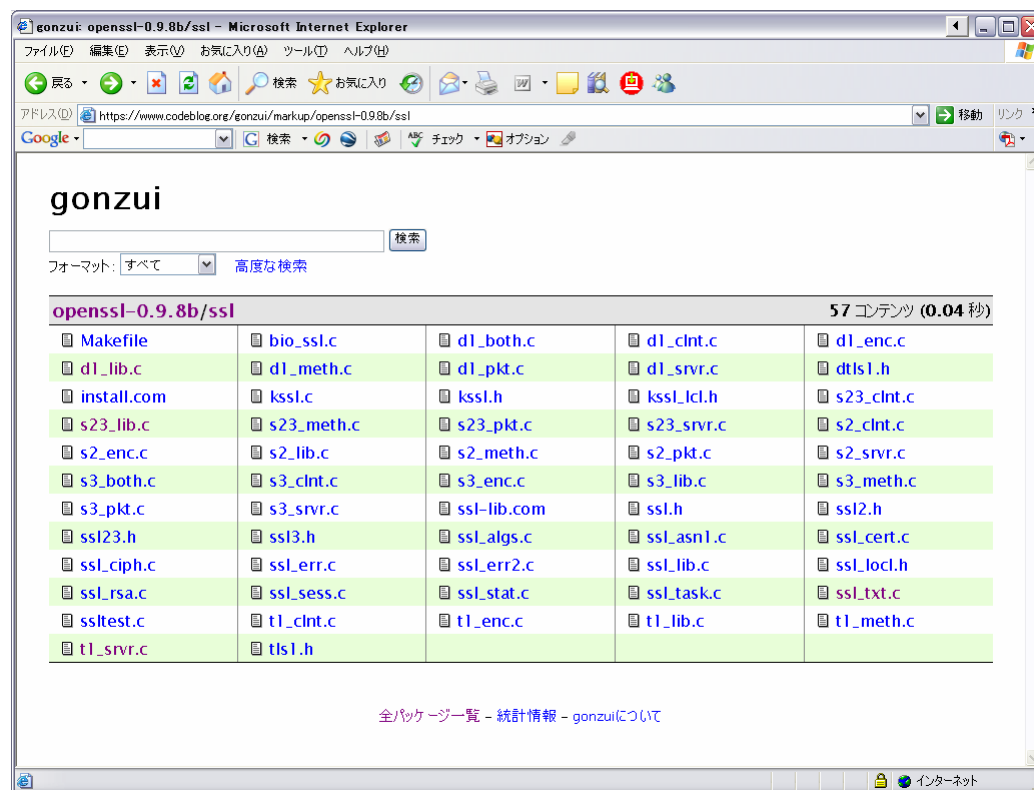 gonzui: openssl-0.9.8b/ssl - Microsoft Internet Explorer
ファイル(F) 編集(E) 表示(V) お気に入り(A) ツール(T) ヘルプ(H)
戻る 検索 お気に入り
アドレス(D) https://www.codeblog.org/gonzui/markup/openssl-0.9.8b/ssl 移動 リンク
Google 検索 ABC チェック オプション
gonzui
検索
フォーマット: すべて 高度な検索
openssl-0.9.8b/ssl 57 コンテンツ (0.04 秒)
Makefile bio_ssl.c d1_both.c d1_clnt.c d1_enc.c
d1_lib.c d1_meth.c d1_pkt.c d1_srvr.c dtls1.h
install.com kssl.c kssl.h kssl_lcl.h s23_clnt.c
s23_lib.c s23_meth.c s23_pkt.c s23_srvr.c s2_clnt.c
s2_enc.c s2_lib.c s2_meth.c s2_pkt.c s2_srvr.c
s3_both.c s3_clnt.c s3_enc.c s3_lib.c s3_meth.c
s3_pkt.c s3_srvr.c ssl-lib.com ssl.h ssl2.h
ssl23.h ssl3.h ssl_algs.c ssl_asn1.c ssl_cert.c
ssl_ciph.c ssl_err.c ssl_err2.c ssl_lib.c ssl_locl.h
ssl_rsa.c ssl_sess.c ssl_stat.c ssl_task.c ssl_txt.c
ssltest.c t1_clnt.c t1_enc.c t1_lib.c t1_meth.c
t1_srvr.c tls1.h
全パッケージ一覧 - 統計情報 - gonzuiについて
インターネット